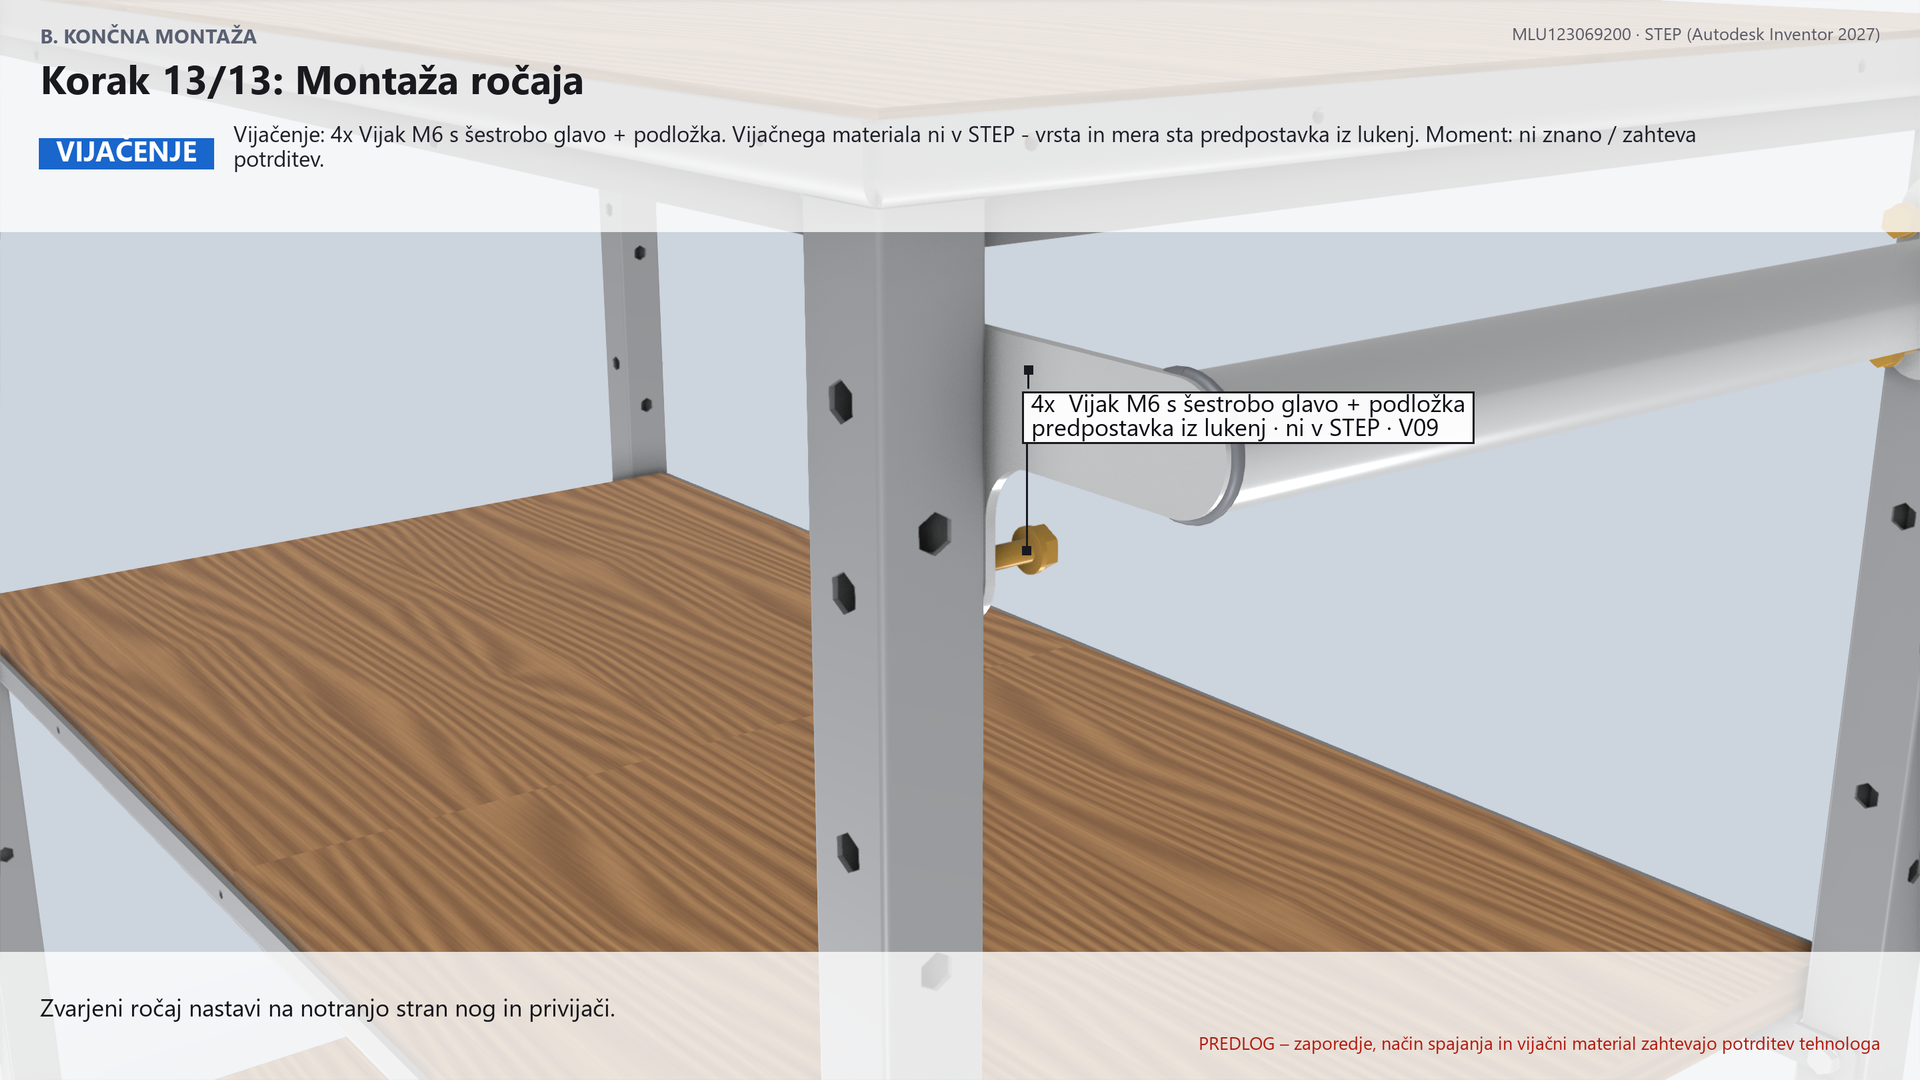 B. KONČNA MONTAŽA
MLU123069200 · STEP (Autodesk Inventor 2027)
Korak 13/13: Montaža ročaja
VIJAČENJE
Vijačenje: 4x Vijak M6 s šestrobo glavo + podložka. Vijačnega materiala ni v STEP - vrsta in mera sta predpostavka iz lukenj. Moment: ni znano / zahteva
potrditev.
4x  Vijak M6 s šestrobo glavo + podložka
predpostavka iz lukenj · ni v STEP · V09
Zvarjeni ročaj nastavi na notranjo stran nog in privijači.
PREDLOG – zaporedje, način spajanja in vijačni material zahtevajo potrditev tehnologa